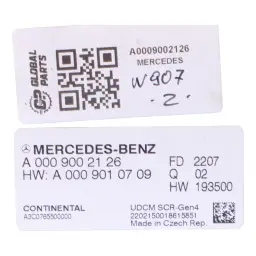 GLOBAL
PARTS
A0009002126
MERCEDES
W907
-2-
MERCEDES-BENZ
A 000 900 21 26 FD 2207
HW: A 000 901 07 09 Q 02
HW 193500
CONTINENTAL UDCM SCR-Gen4
A3C0765500000 2202150018615851
Made in Czech Rep.